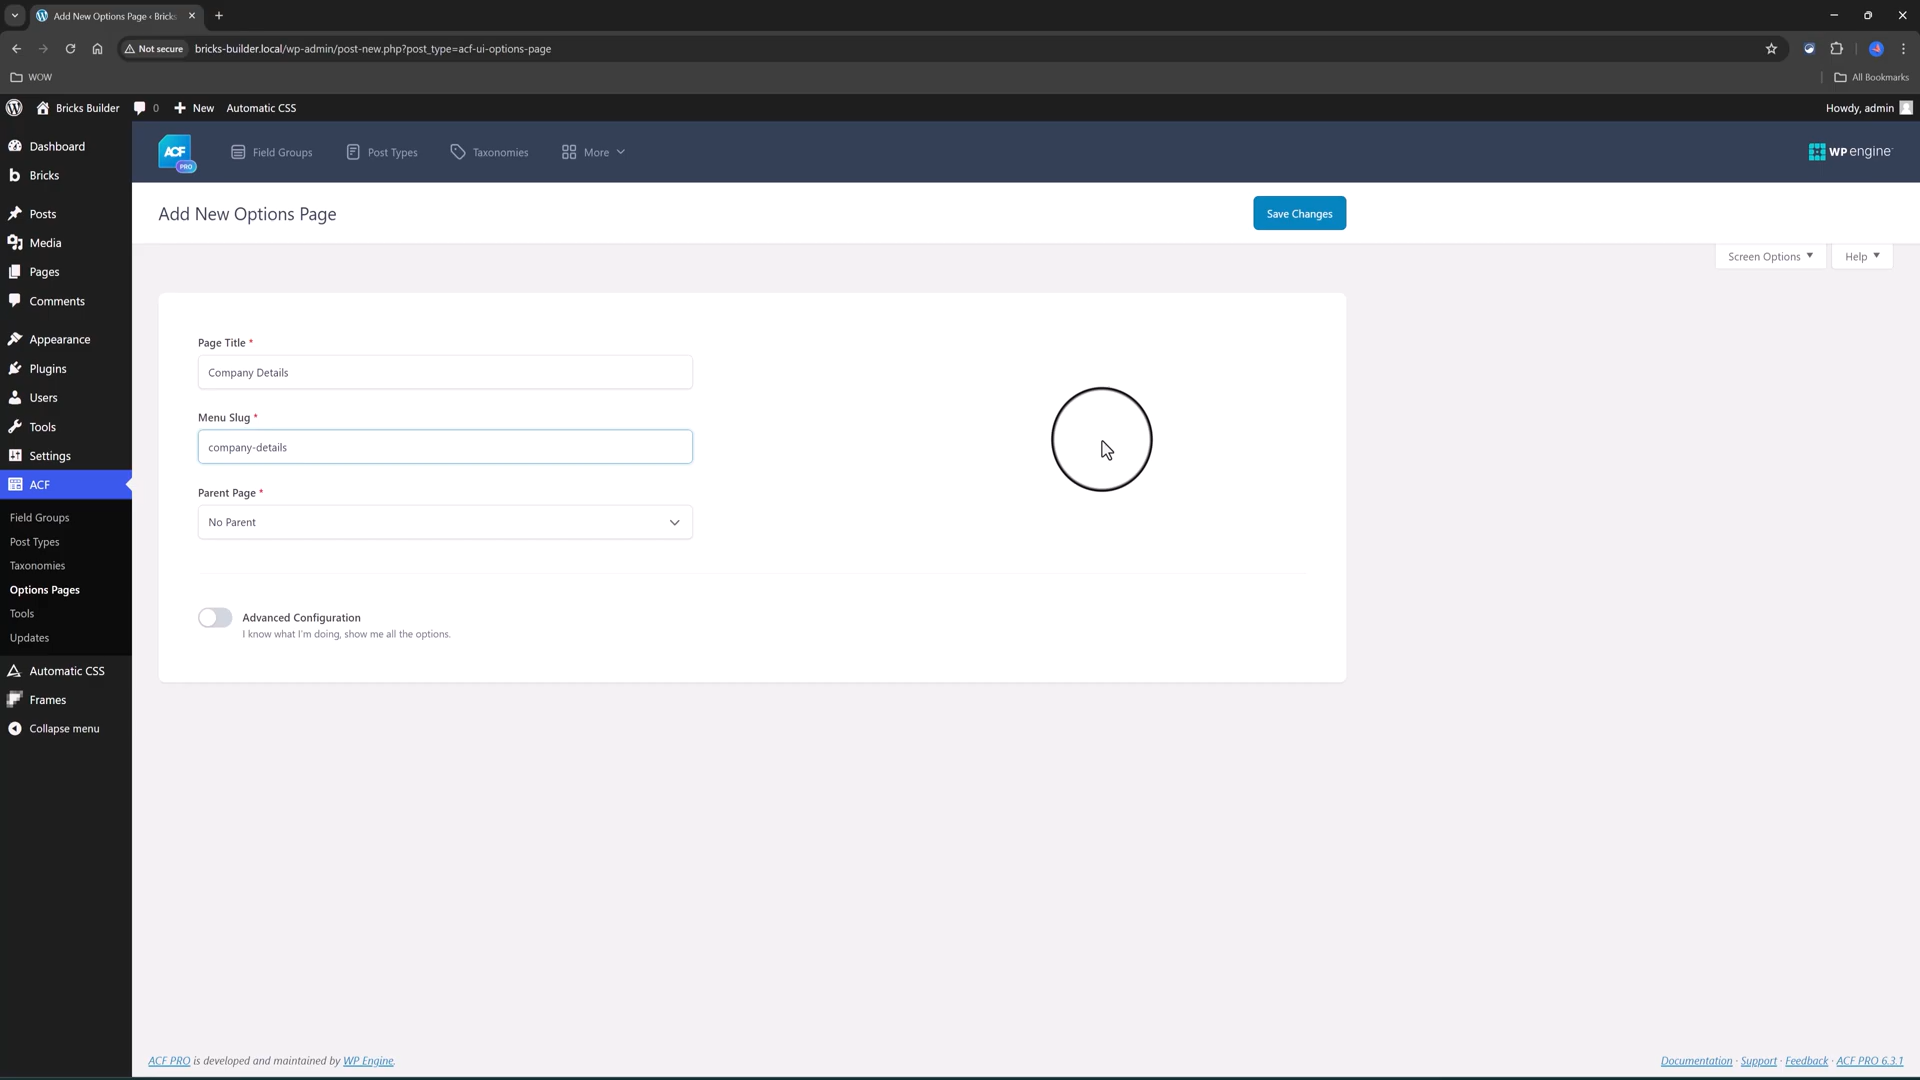 Add New Options Page ‹ Bricks
Not secure
bricks-builder.local/wp-admin/post-new.php?post_type=acf-ui-options-page
WOW
All Bookmarks
Bricks Builder
0
New
Automatic CSS
Howdy, admin
Dashboard
Bricks
Posts
Media
Pages
Comments
Appearance
Plugins
Users
Tools
Settings
ACF
Field Groups
Post Types
Taxonomies
Options Pages
Tools
Updates
Automatic CSS
Frames
Collapse menu
ACF
PRO
Field Groups
Post Types
Taxonomies
More
WP engine
Add New Options Page
Save Changes
Screen Options
Help
Page Title *
Company Details
Menu Slug *
company-details
Parent Page *
No Parent
Advanced Configuration
I know what I'm doing, show me all the options.
ACF PRO is developed and maintained by WP Engine.
Documentation · Support · Feedback · ACF PRO 6.3.1